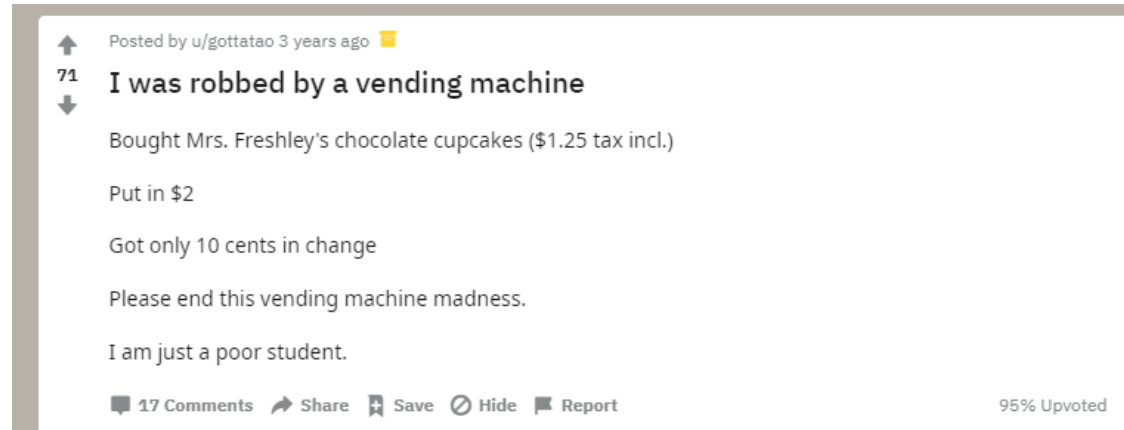 Posted by u/gottatao 3 years ago
71
I was robbed by a vending machine
Bought Mrs. Freshley's chocolate cupcakes ($1.25 tax incl.)
Put in $2
Got only 10 cents in change
Please end this vending machine madness.
I am just a poor student.
17 Comments Share Save Hide Report 95% Upvoted